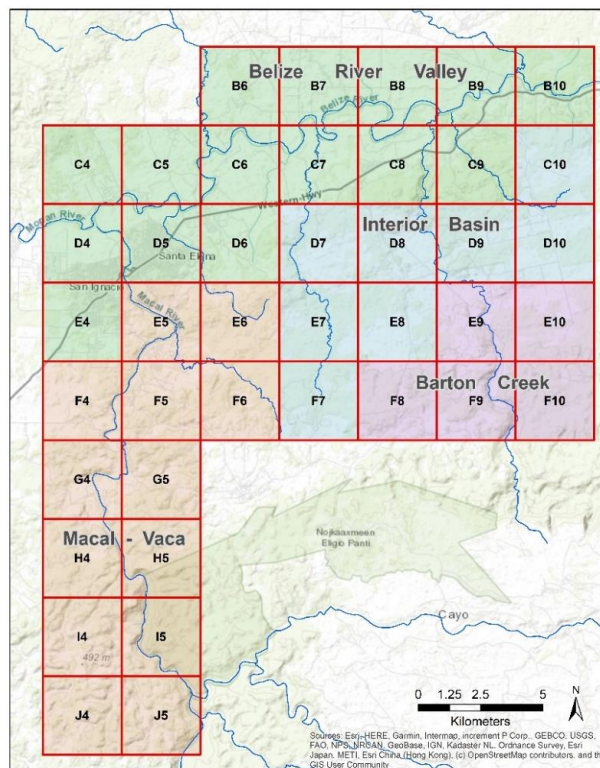 B6 B7 B8 B9 B10
Belize River Valley
Belize River
C4 C5 C6 C7 C8 C9 C10
Western Hwy
Mopan River
Interior Basin
D4 D5 D6 D7 D8 D9 D10
Santa Elena
San Ignacio
Macal River
E4 E5 E6 E7 E8 E9 E10
Barton Creek
F4 F5 F6 F7 F8 F9 F10
G4 G5
Macal - Vaca
Nojkaaxmeen
Eligio Panti
H4 H5
Cayo
I4 I5
492 m
J4 J5
0 1.25 2.5 5
Kilometers
N
Sources: Esri, HERE, Garmin, Intermap, increment P Corp., GEBCO, USGS,
FAO, NPS, NRCAN, GeoBase, IGN, Kadaster NL, Ordnance Survey, Esri
Japan, METI, Esri China (Hong Kong), (c) OpenStreetMap contributors, and the
GIS User Community